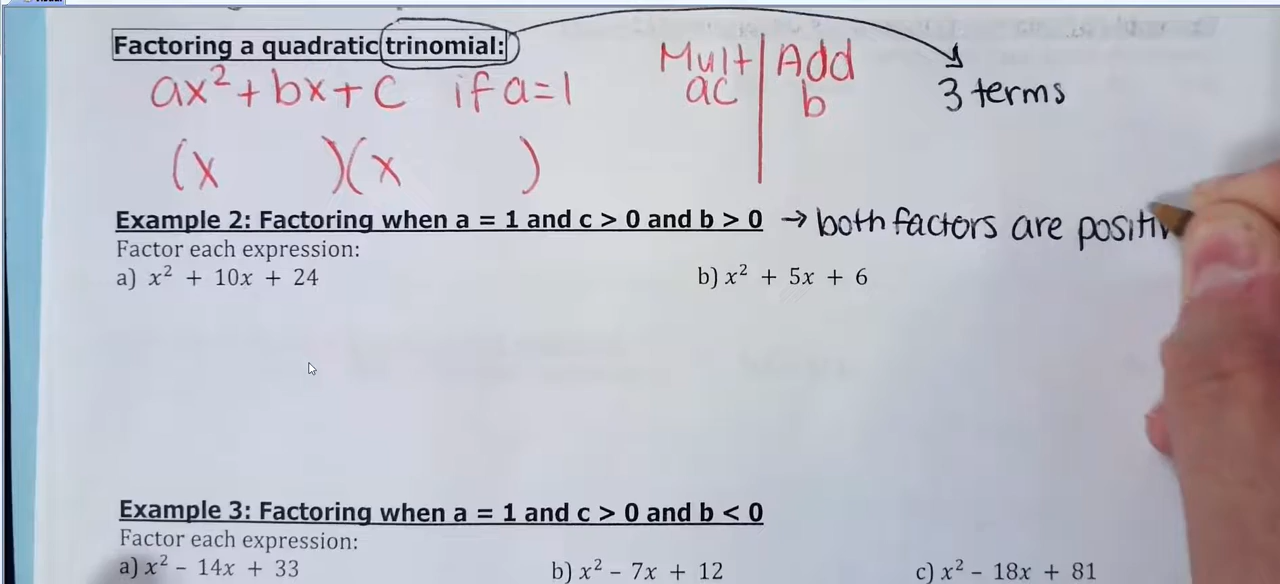 Factoring a quadratic trinomial:
ax² + bx + c if a=1
Mult | Add
ac | b
3 terms
(x )(x )
Example 2: Factoring when a = 1 and c > 0 and b > 0 → both factors are positiv
Factor each expression:
a) x² + 10x + 24 b) x² + 5x + 6
Example 3: Factoring when a = 1 and c > 0 and b < 0
Factor each expression:
a) x² – 14x + 33 b) x² – 7x + 12 c) x² – 18x + 81